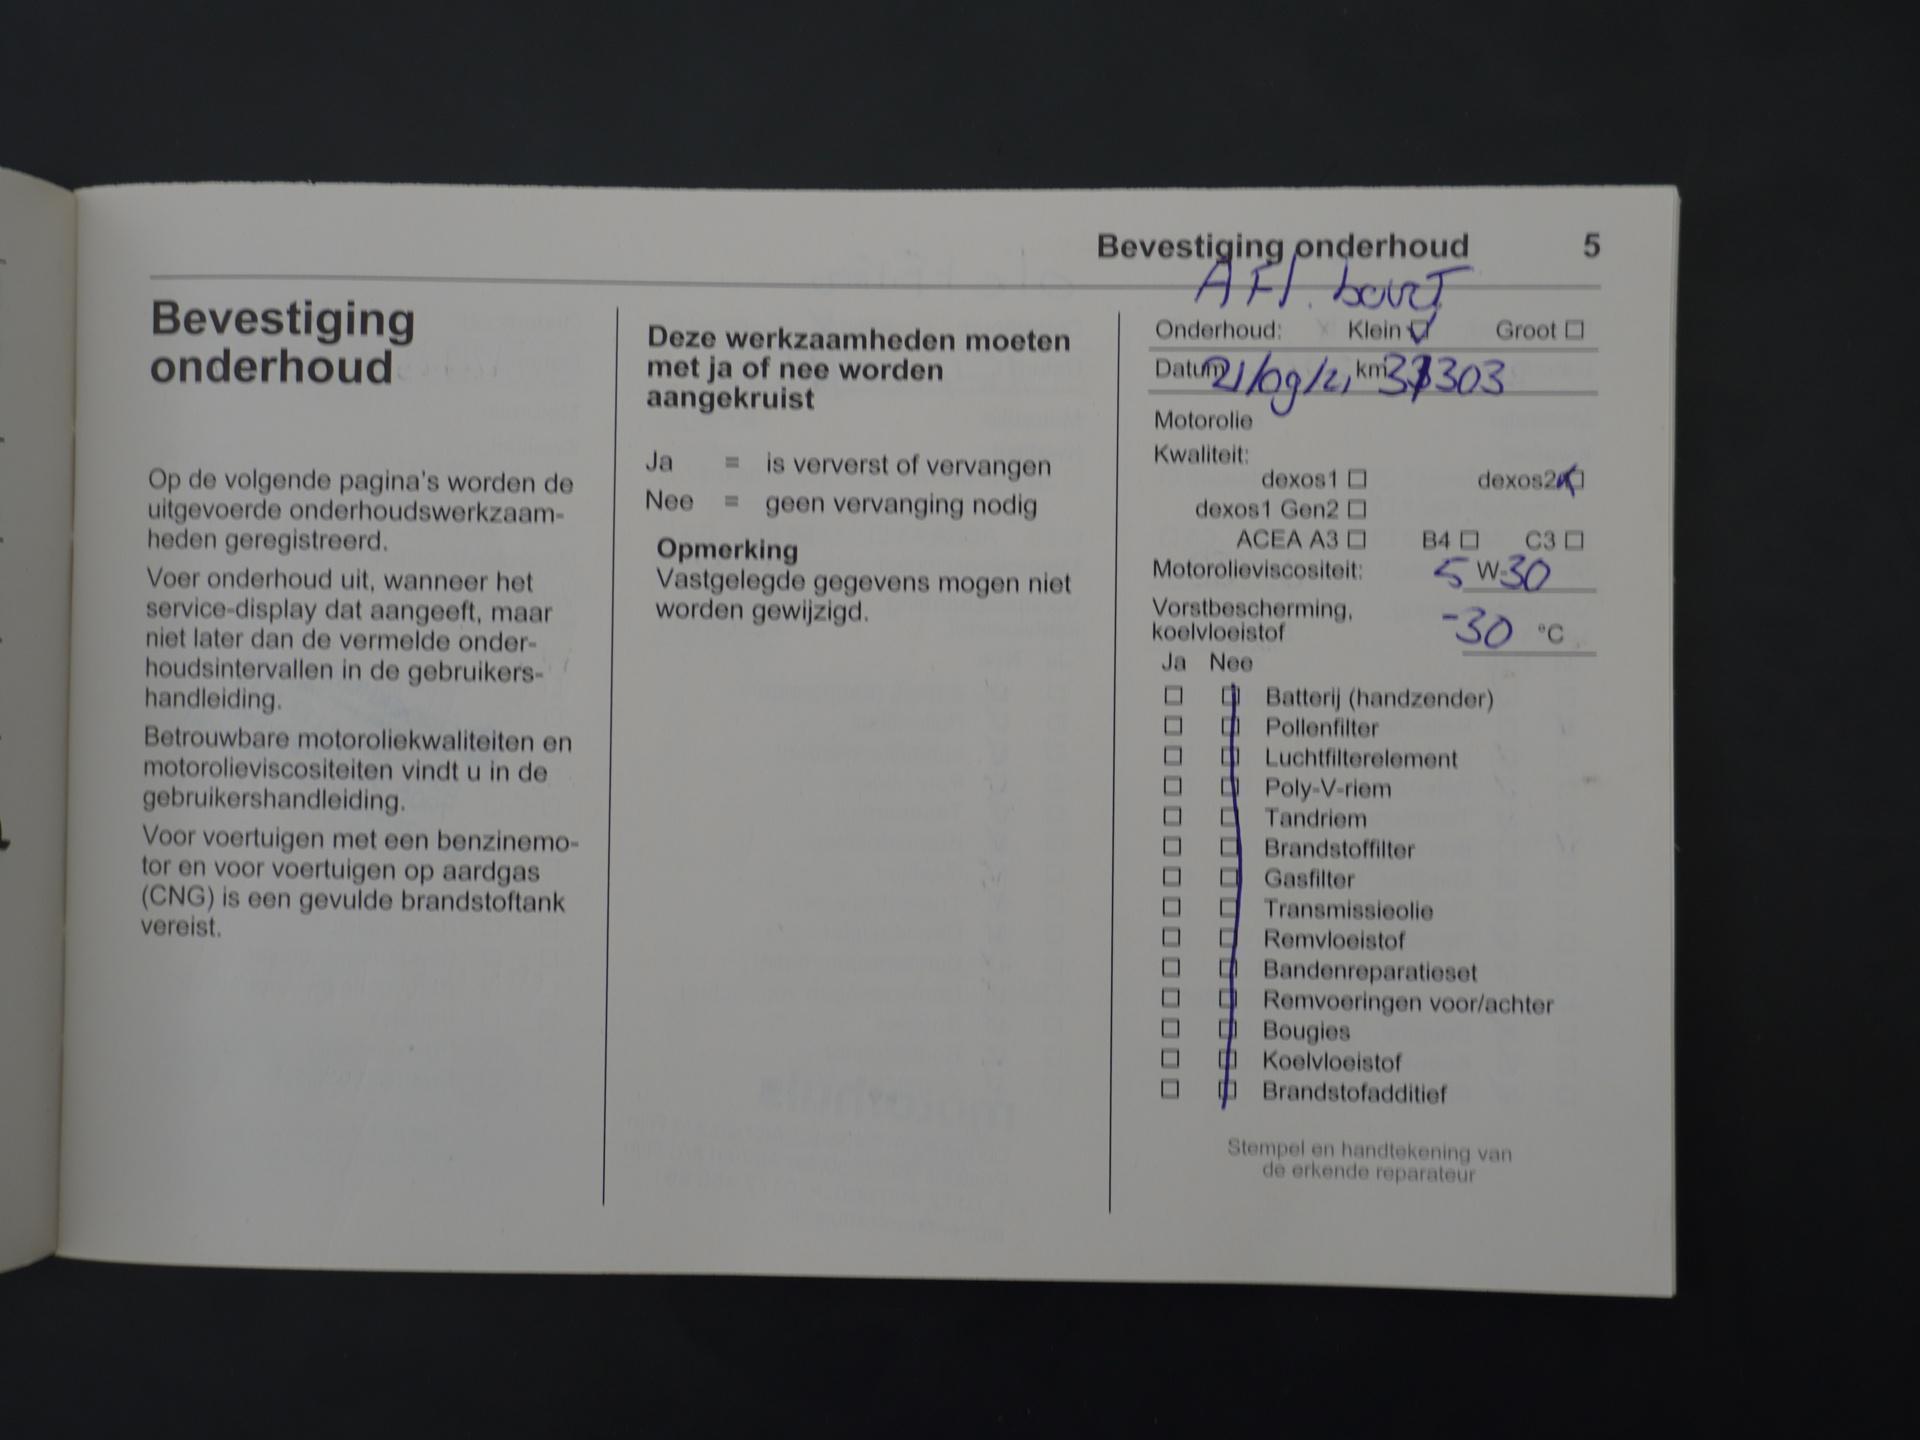 Bevestiging onderhoud 5
Bevestiging
onderhoud
Op de volgende pagina's worden de
uitgevoerde onderhoudswerkzaam-
heden geregistreerd.
Voer onderhoud uit, wanneer het
service-display dat aangeeft, maar
niet later dan de vermelde onder-
houdsintervallen in de gebruikers-
handleiding.
Betrouwbare motoroliekwaliteiten en
motorolieviscositeiten vindt u in de
gebruikershandleiding.
Voor voertuigen met een benzinemo-
tor en voor voertuigen op aardgas
(CNG) is een gevulde brandstoftank
vereist.
Deze werkzaamheden moeten
met ja of nee worden
aangekruist
Ja = is ververst of vervangen
Nee = geen vervanging nodig
Opmerking
Vastgelegde gegevens mogen niet
worden gewijzigd.
Afl. beurt
Onderhoud: Klein ☑ Groot ☐
Datum 21/09/21 km
Motorolie
Kwaliteit:
dexos1 ☐ dexos2 ☑
dexos1 Gen2 ☐
ACEA A3 ☐ B4 ☐ C3 ☐
Motorolieviscositeit: 5 W-30
Vorstbescherming,
koelvloeistof -30 °C
Ja Nee
☐ ☐ Batterij (handzender)
☐ ☐ Pollenfilter
☐ ☐ Luchtfilterelement
☐ ☐ Poly-V-riem
☐ ☐ Tandriem
☐ ☐ Brandstoffilter
☐ ☐ Gasfilter
☐ ☐ Transmissieolie
☐ ☐ Remvloeistof
☐ ☐ Bandenreparatieset
☐ ☐ Remvoeringen voor/achter
☐ ☐ Bougies
☐ ☐ Koelvloeistof
☐ ☐ Brandstofadditief
Stempel en handtekening van
de erkende reparateur